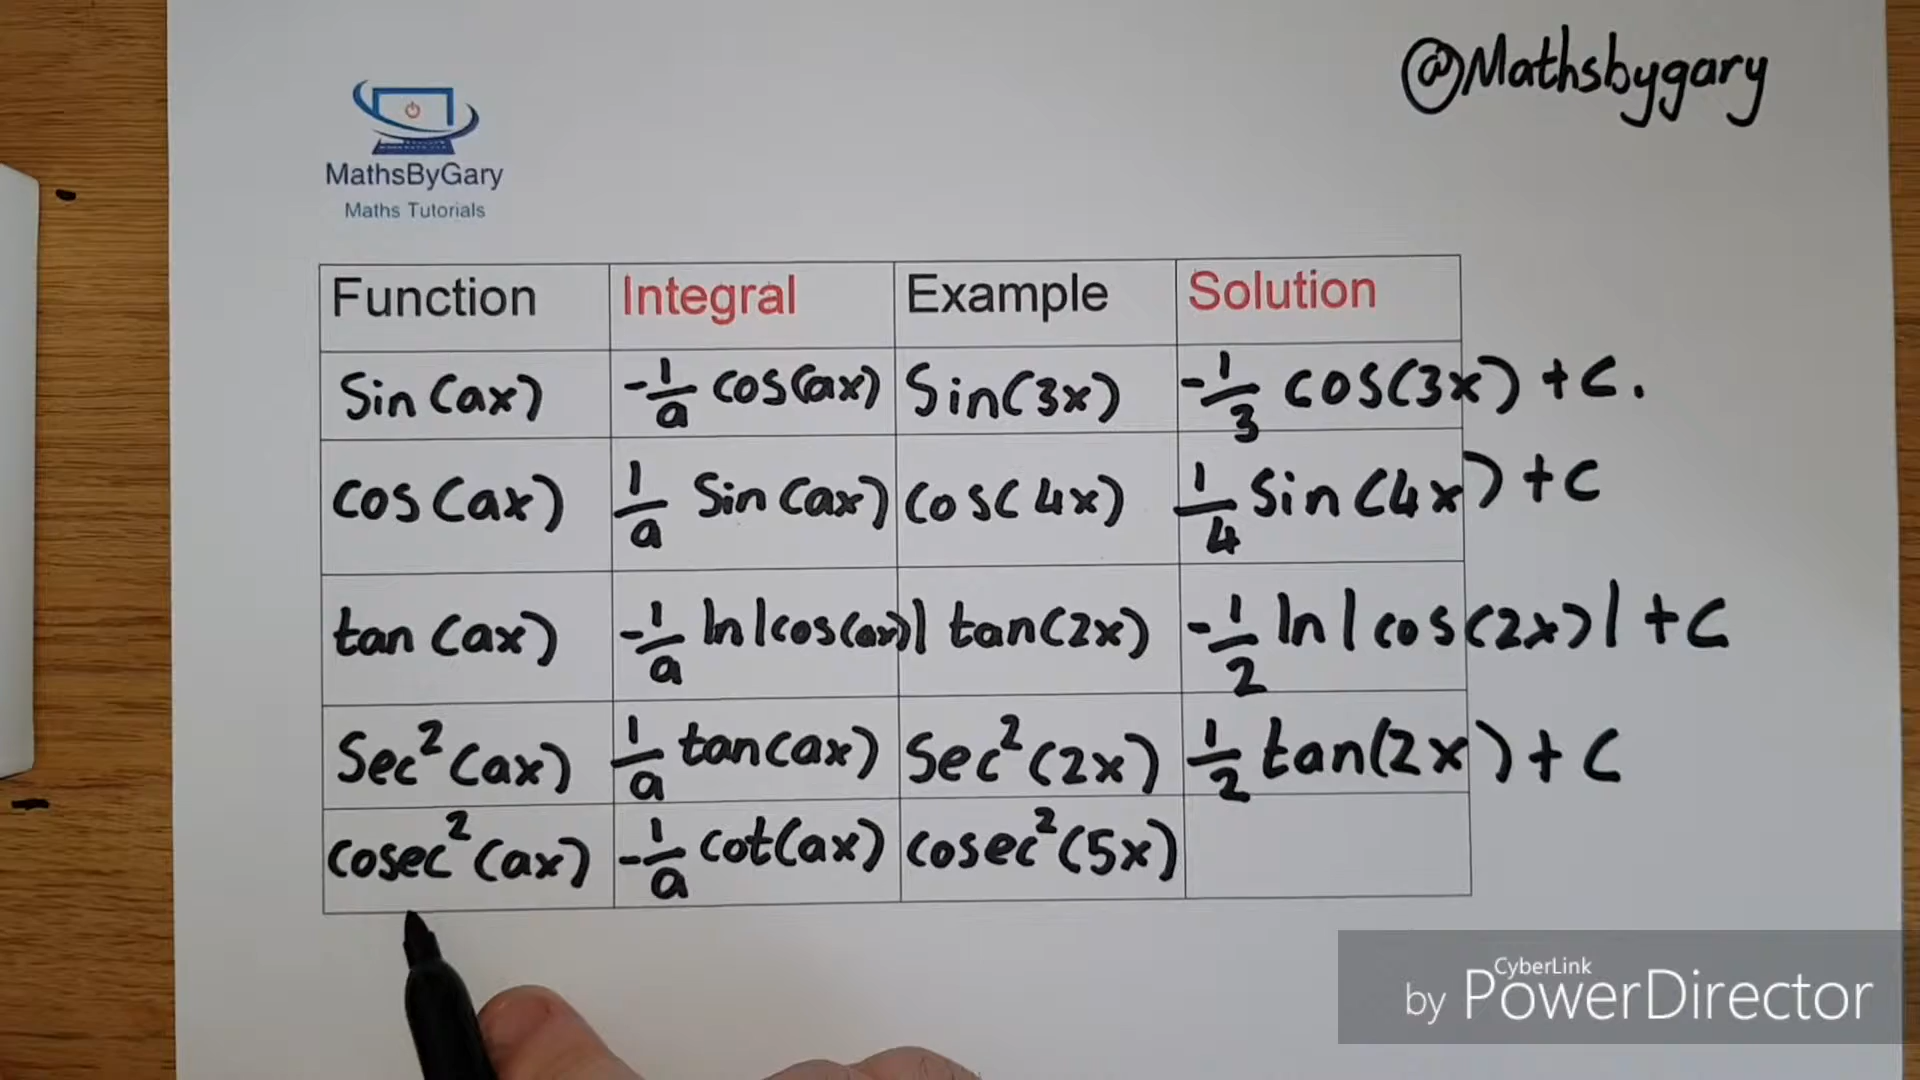 @Mathsbygary
MathsByGary
Maths Tutorials
Function Integral Example Solution
Sin(ax) -1/a cos(ax) Sin(3x) -1/3 cos(3x) + C.
cos(ax) 1/a Sin(ax) cos(4x) 1/4 Sin(4x) + C
tan(ax) -1/a ln|cos(ax)| tan(2x) -1/2 ln|cos(2x)| + C
Sec²(ax) 1/a tan(ax) Sec²(2x) 1/2 tan(2x) + C
cosec²(ax) -1/a cot(ax) cosec²(5x)
CyberLink
by PowerDirector